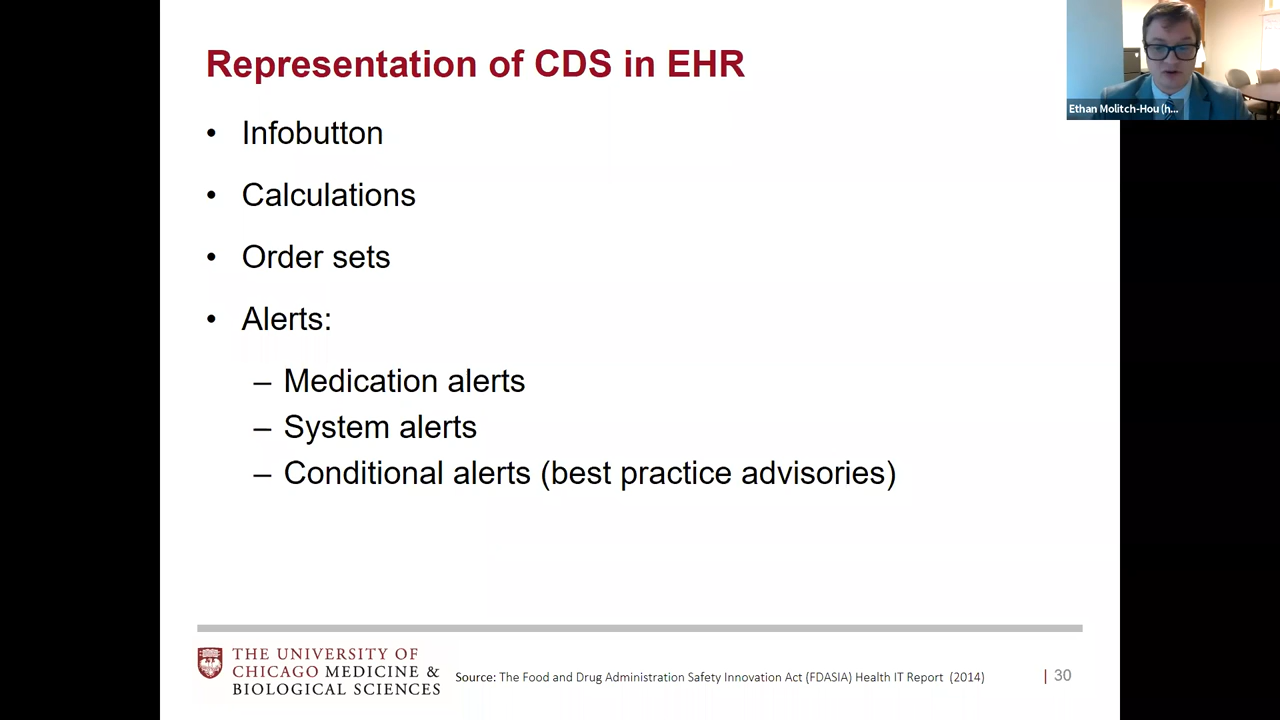 Representation of CDS in EHR
Ethan Molitch-Hou (h...
• Infobutton
• Calculations
• Order sets
• Alerts:
– Medication alerts
– System alerts
– Conditional alerts (best practice advisories)
THE UNIVERSITY OF
CHICAGO MEDICINE &
BIOLOGICAL SCIENCES
Source: The Food and Drug Administration Safety Innovation Act (FDASIA) Health IT Report (2014)
| 30